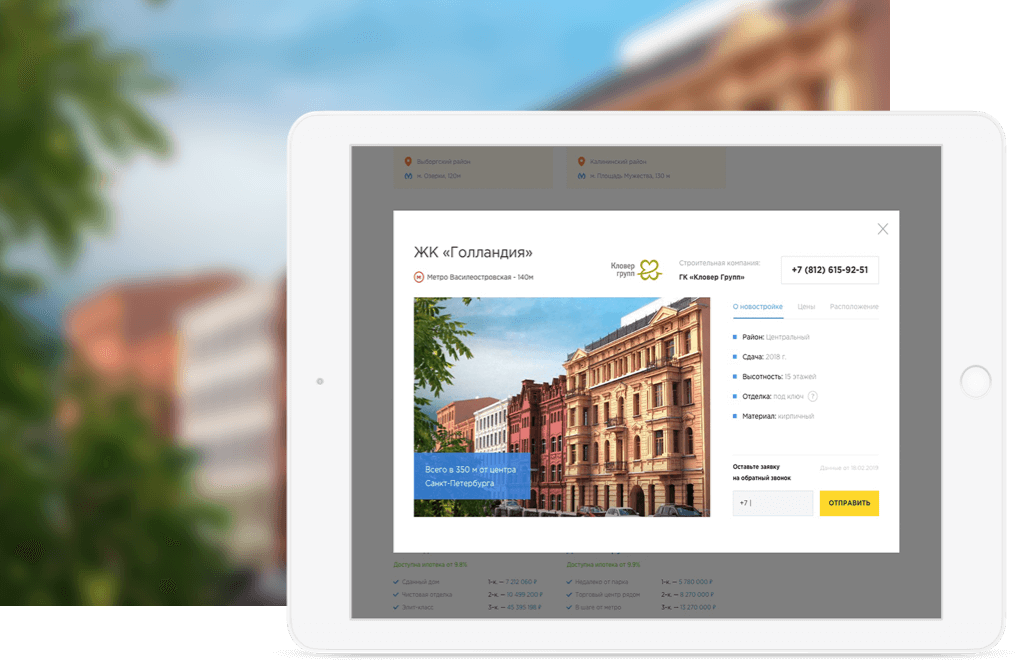 Выборгский район
Калининский район
м. Озерки, 120м
м. Площадь Мужества, 130 м
ЖК «Голландия»
Метро Василеостровская - 140м
Кловер
групп
Строительная компания:
ГК «Кловер Групп»
+7 (812) 615-92-51
О новостройке
Цены
Расположение
Район: Центральный
Сдача: 2018 г.
Высотность: 15 этажей
Отделка: под ключ ?
Материал: кирпичный
Всего в 350 м от центра
Санкт-Петербурга
Оставьте заявку
на обратный звонок
Данные от 18.02.2019
+7 |
ОТПРАВИТЬ
Доступна ипотека от 9.8%
Доступна ипотека от 9.8%
Сданный дом
1-к. — 7 212 060 ₽
Недалеко от парка
1-к. — 5 780 000 ₽
Чистовая отделка
2-к. — 10 499 200 ₽
Торговый центр рядом
2-к. — 8 270 000 ₽
Элит-класс
3-к. — 45 395 198 ₽
В шаге от метро
3-к. — 13 270 000 ₽